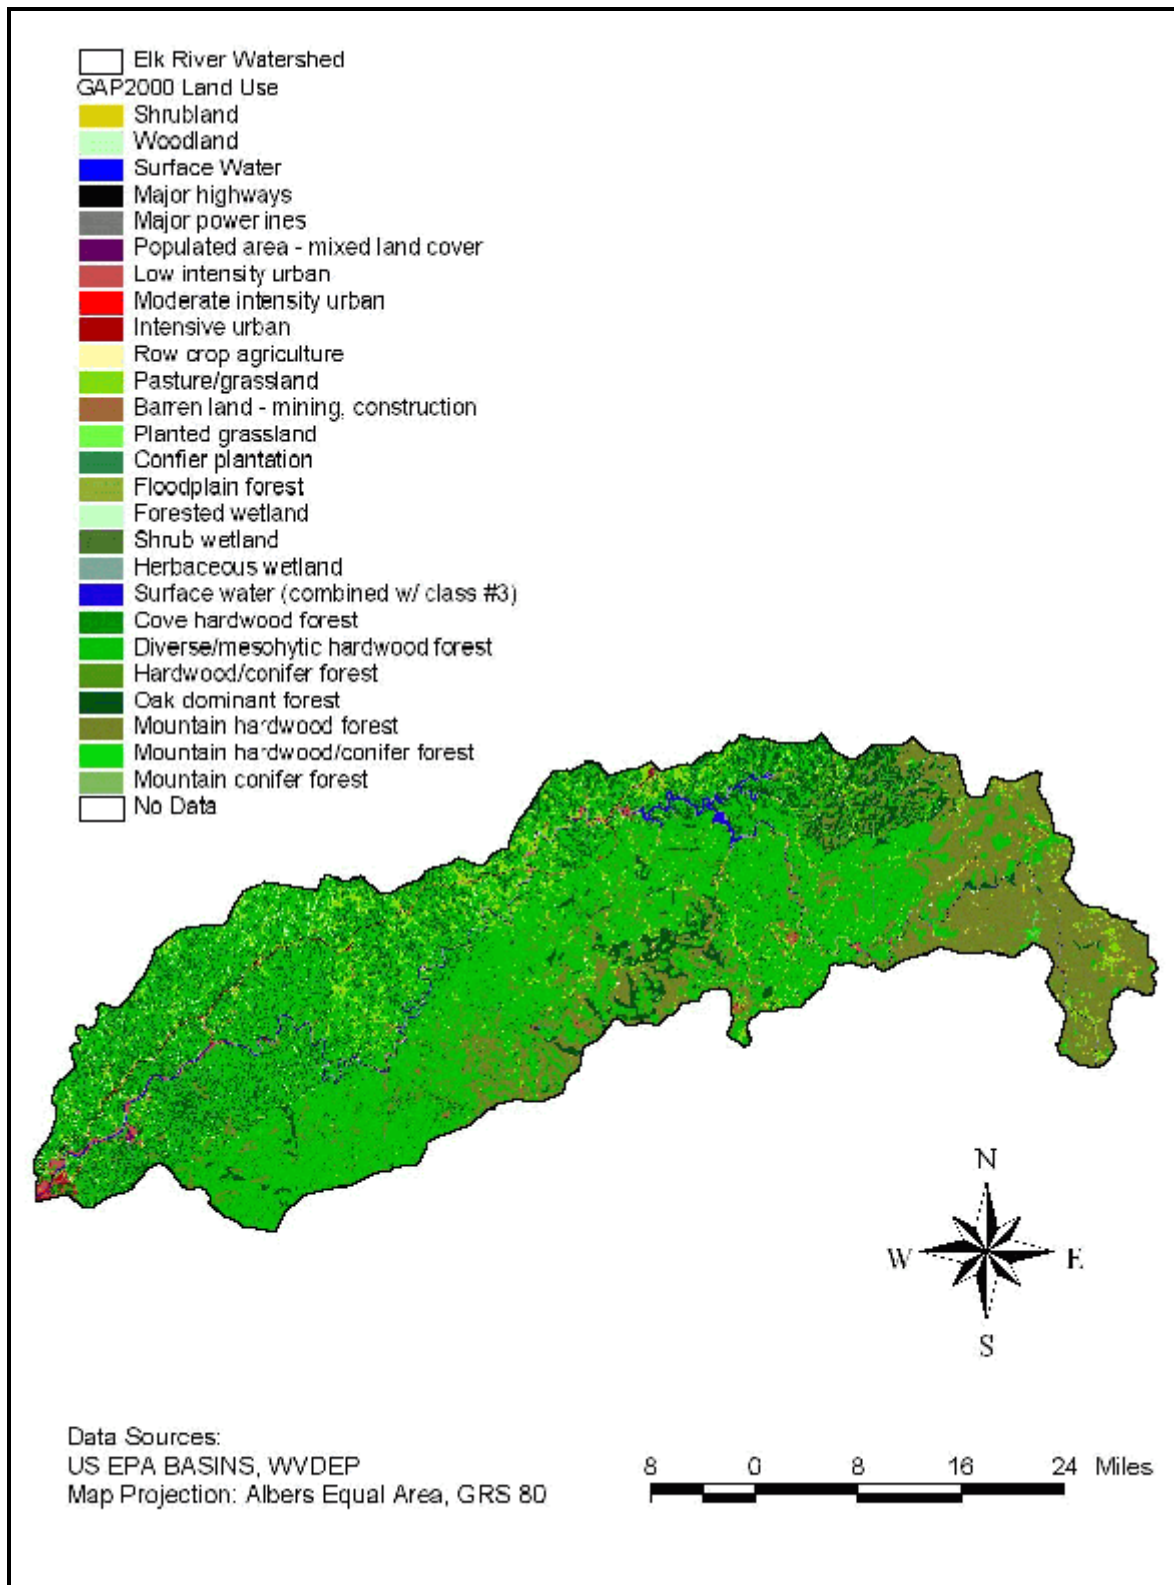 Elk River Watershed
GAP2000 Land Use
Shrubland
Woodland
Surface Water
Major highways
Major power ines
Populated area - mixed land cover
Low intensity urban
Moderate intensity urban
Intensive urban
Row crop agriculture
Pasture/grassland
Barren land - mining, construction
Planted grassland
Confier plantation
Floodplain forest
Forested wetland
Shrub wetland
Herbaceous wetland
Surface water (combined w/ class #3)
Cove hardwood forest
Diverse/mesohytic hardwood forest
Hardwood/conifer forest
Oak dominant forest
Mountain hardwood forest
Mountain hardwood/conifer forest
Mountain conifer forest
No Data
N
W E
S
Data Sources:
US EPA BASINS, WVDEP
Map Projection: Albers Equal Area, GRS 80
8 0 8 16 24 Miles